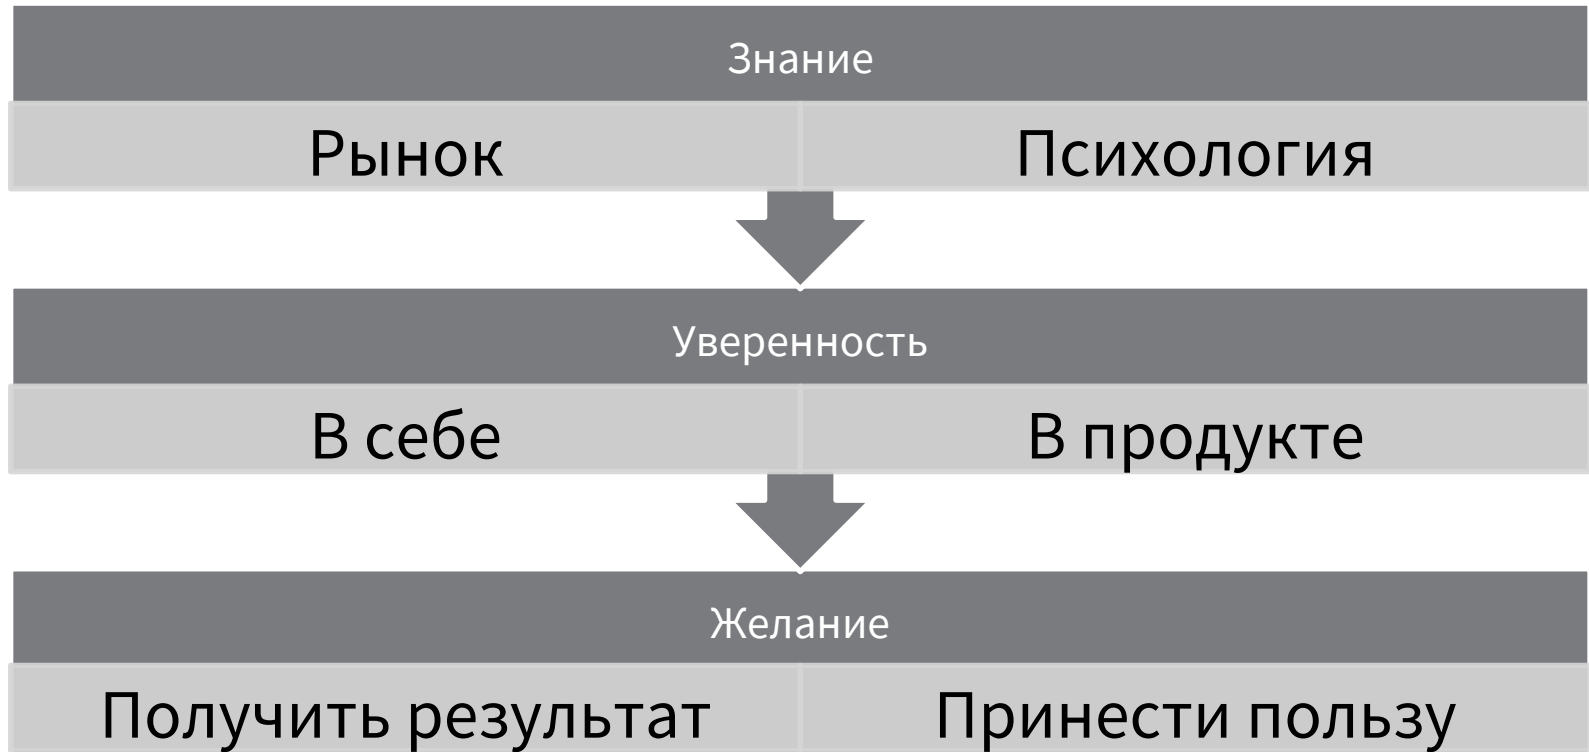 Знание
Рынок
Психология
Уверенность
В себе
В продукте
Желание
Получить результат
Принести пользу